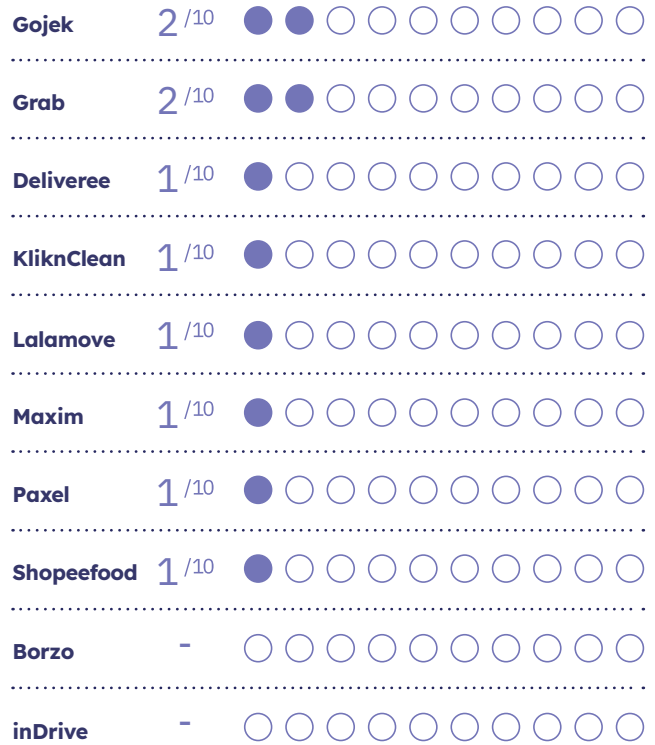 Gojek 2 /10
Grab 2 /10
Deliveree 1 /10
KliknClean 1 /10
Lalamove 1 /10
Maxim 1 /10
Paxel 1 /10
Shopeefood 1 /10
Borzo -
inDrive -